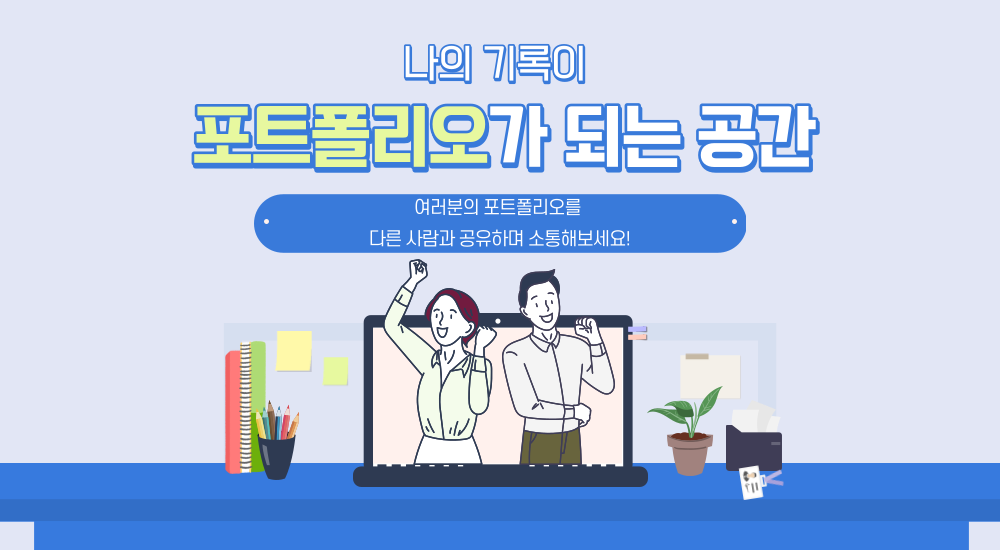 나의 기록이
포트폴리오가 되는 공간
여러분의 포트폴리오를
다른 사람과 공유하며 소통해보세요!